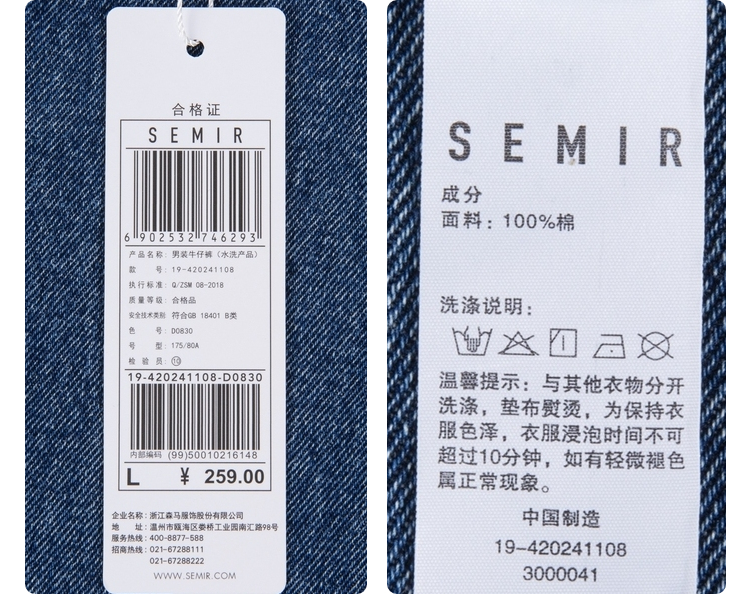 合格证
SEMIR
6 902532 746293
产品名称: 男装牛仔裤（水洗产品）
款 号: 19-420241108
执行标准: Q/ZSM 08-2018
质量等级: 合格品
安全技术类别 符合GB 18401 B类
色 号: D0830
号 型: 175/80A
检 验 员: 10
19-420241108-D0830
内部编码 (99)50010216148
L ¥ 259.00
企业名称: 浙江森马服饰股份有限公司
地 址: 温州市瓯海区娄桥工业园南汇路98号
服务热线: 400-8877-588
招商热线: 021-67288111
021-67288222
WWW.SEMIR.COM
SEMIR
成分
面料: 100%棉
洗涤说明:
温馨提示: 与其他衣物分开
洗涤, 垫布熨烫, 为保持衣
服色泽, 衣服浸泡时间不可
超过10分钟, 如有轻微褪色
属正常现象。
中国制造
19-420241108
3000041